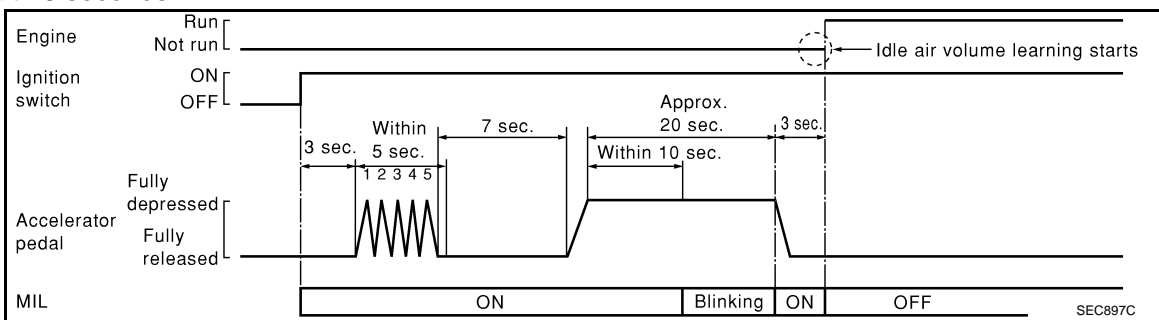 Engine
Run
Not run
Idle air volume learning starts
Ignition
switch
ON
OFF
3 sec.
Within
5 sec.
1 2 3 4 5
7 sec.
Approx.
20 sec.
Within 10 sec.
3 sec.
Accelerator
pedal
Fully
depressed
Fully
released
MIL
ON
Blinking
ON
OFF
SEC897C